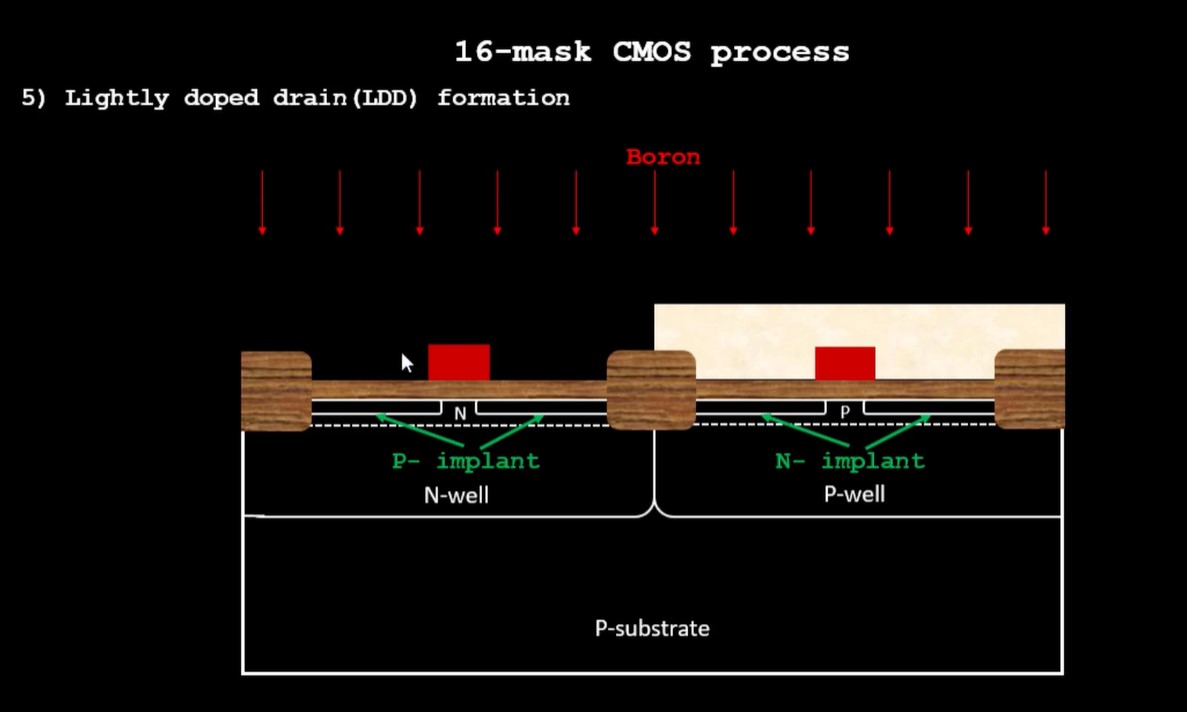 16-mask CMOS process
5) Lightly doped drain(LDD) formation
Boron
N
P
P- implant
N- implant
N-well
P-well
P-substrate